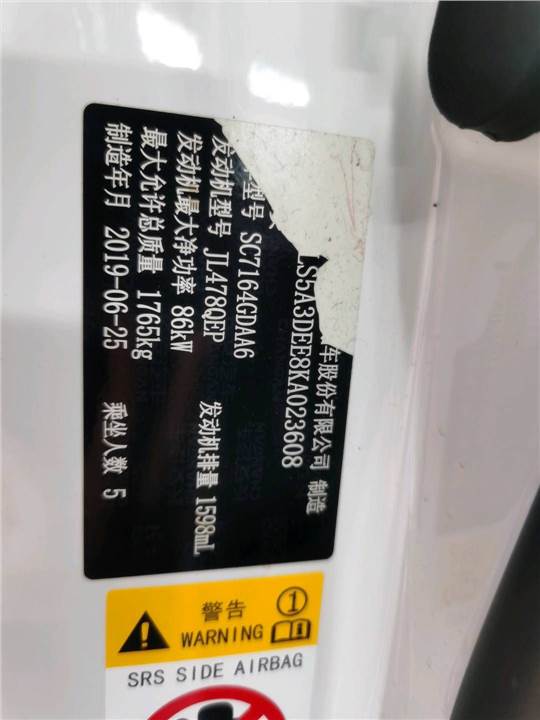 车股份有限公司 制造
LS5A3DEE8KA023608
型号 SC7164GDAA6
发动机型号 JL478QEP 发动机排量 1598mL
发动机最大净功率 86kW
最大允许总质量 1765kg
制造年月 2019-06-25 乘坐人数 5
警告 1
WARNING
SRS SIDE AIRBAG